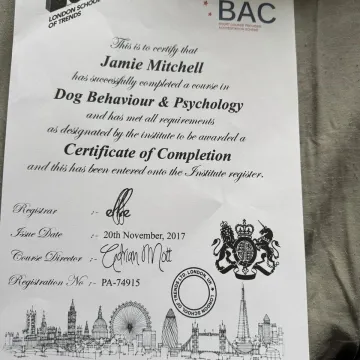 LONDON SCHOOL
OF TRENDS
BAC
This is to certify that
Jamie Mitchell
has successfully completed a course in
Dog Behaviour & Psychology
and has met all requirements
as designated by the institute to be awarded a
Certificate of Completion
and this has been entered onto the Institute register.
Registrar :-
Issue Date :- 20th November, 2017
Course Director :- Adrian Mott
Registration No :- PA-74915